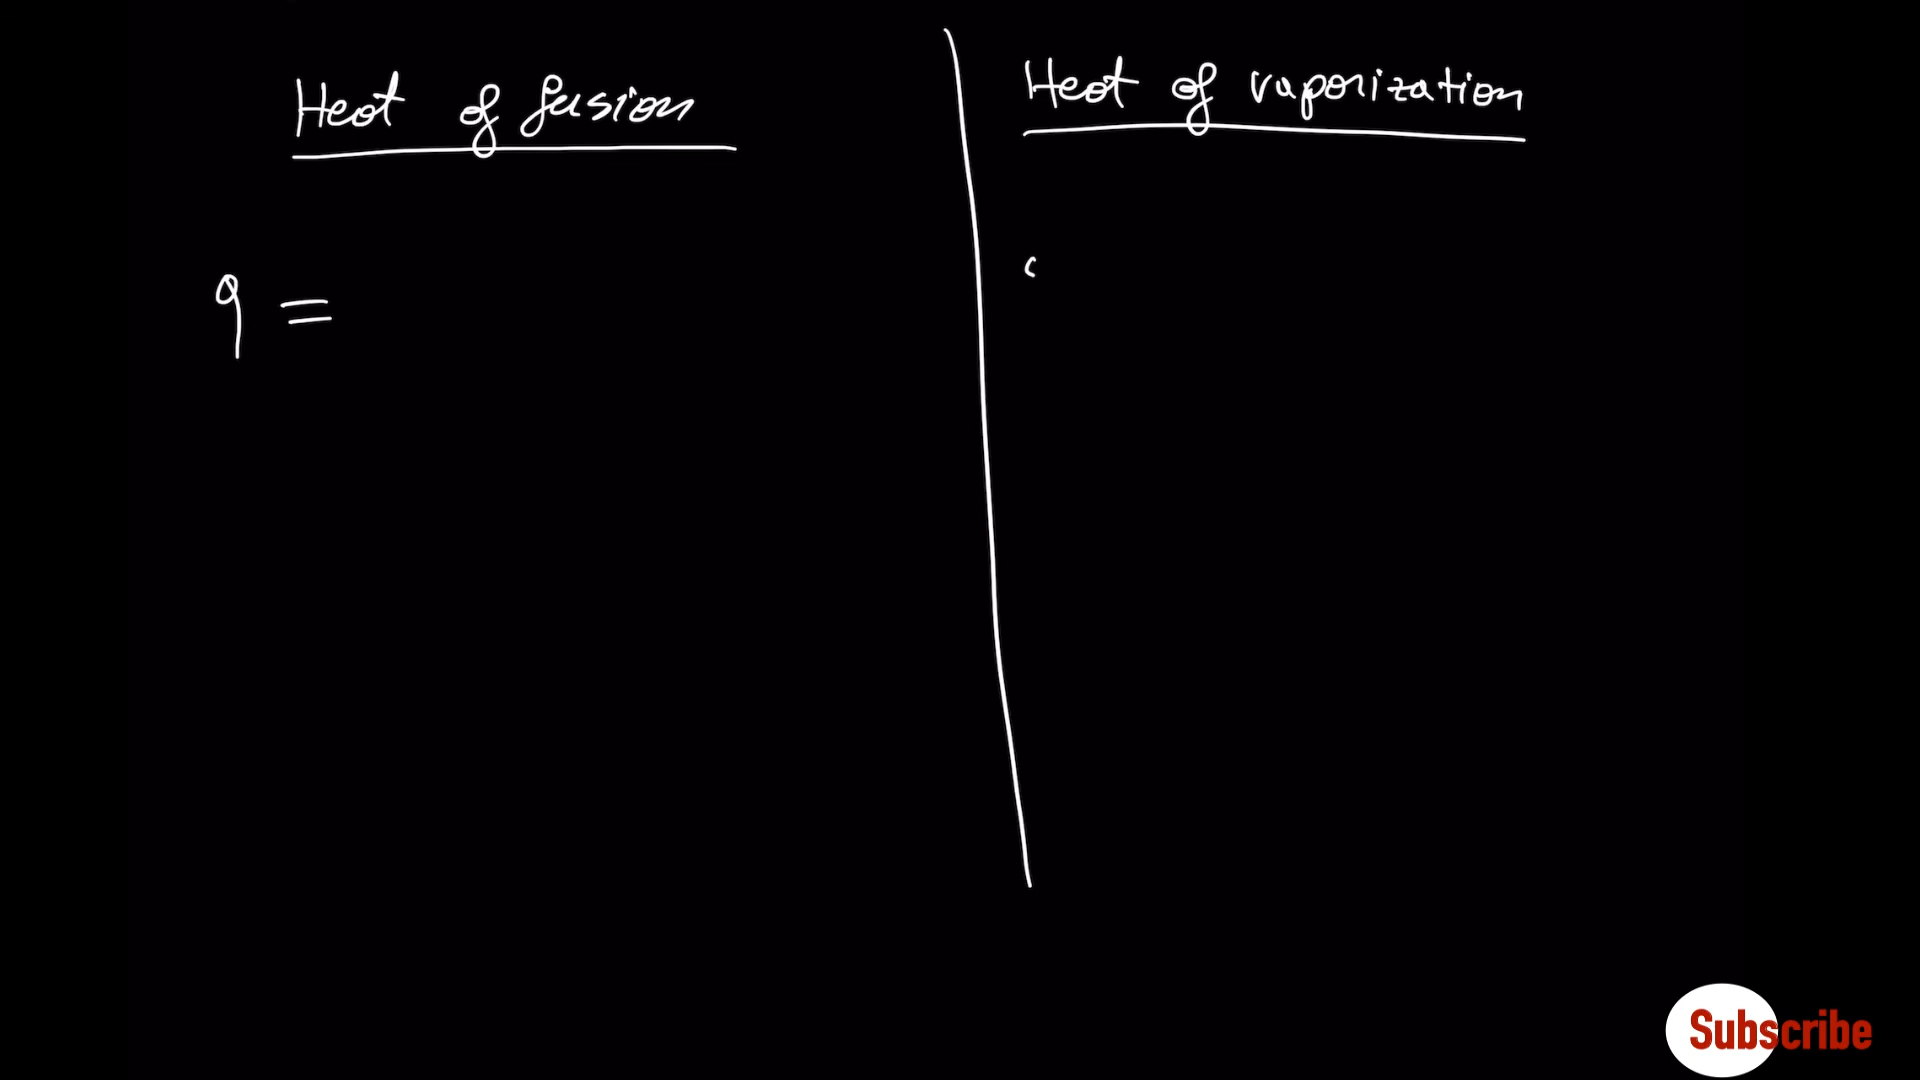 Heat of fusion
q =
Heat of vaporization
Subscribe